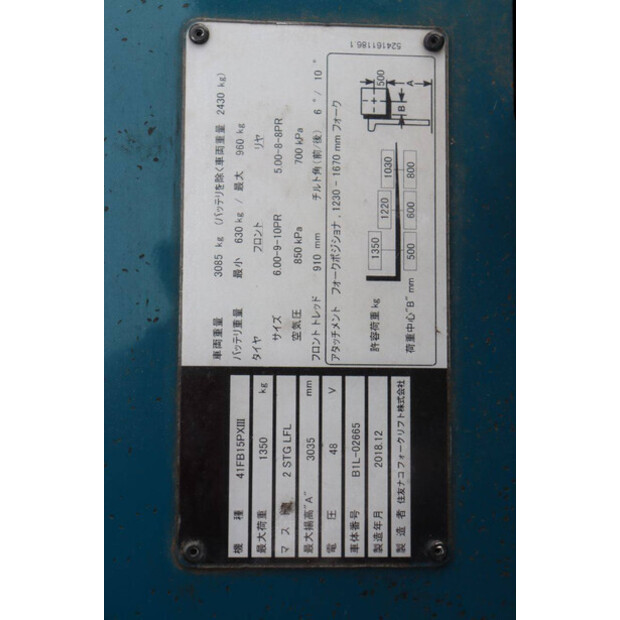 機 種 41FB15PXⅢ
最大荷重 1350 kg
マスト 2 STG LFL
最大揚高"A" 3035 mm
電 圧 48 V
車体番号 B1L-02665
製造年月 2018.12
製 造 者 住友ナコ フォークリフト株式会社
車両重量 3085 kg (バッテリを除く車両重量 2430 kg)
バッテリ重量 最小 630 kg / 最大 960 kg
タイヤ フロント リヤ
サイズ 6.00-9-10PR 5.00-8-8PR
空気圧 850 kPa 700 kPa
フロントトレッド 910 mm チルト角(前/後) 6°/ 10°
アタッチメント フォークポジショナ, 1230 - 1670 mm フォーク
許容荷重 kg 1350 1220 1030
荷重中心"B" mm 500 600 800
500
A
B
524161186.1